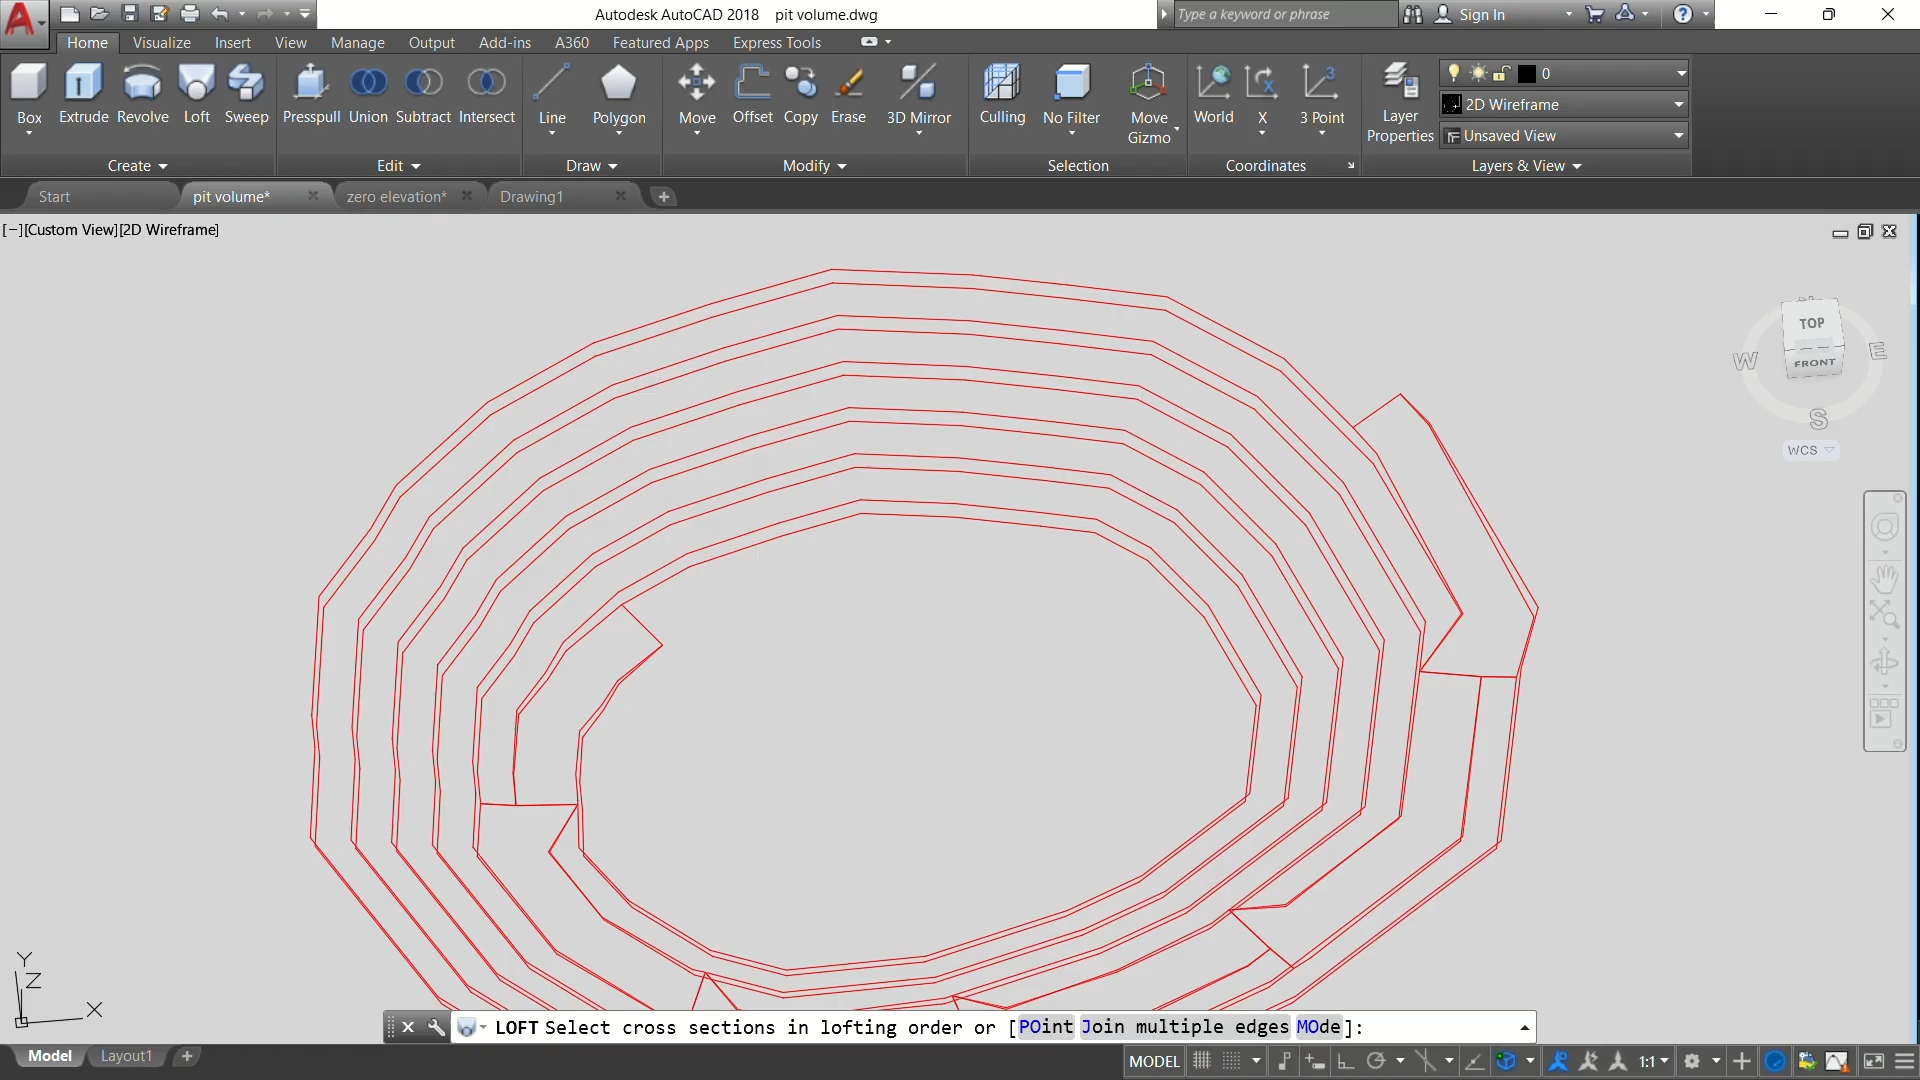 Autodesk AutoCAD 2018 pit volume.dwg
Type a keyword or phrase
Sign In
Home Visualize Insert View Manage Output Add-ins A360 Featured Apps Express Tools
Box Extrude Revolve Loft Sweep Presspull Union Subtract Intersect Line Polygon Move Offset Copy Erase 3D Mirror Culling No Filter Move Gizmo World X 3 Point Layer Properties
0
2D Wireframe
Unsaved View
Create Edit Draw Modify Selection Coordinates Layers & View
Start pit volume* zero elevation* Drawing1
[−][Custom View][2D Wireframe]
TOP
FRONT
W E
S
WCS
Y
Z
X
LOFT Select cross sections in lofting order or [POint Join multiple edges MOde]:
Model Layout1
MODEL 1:1